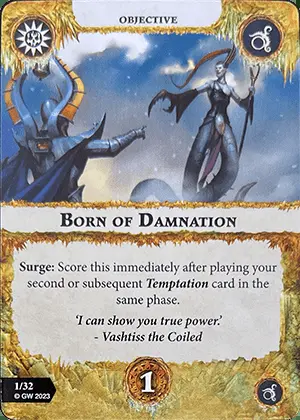 OBJECTIVE
BORN OF DAMNATION
Surge: Score this immediately after playing your
second or subsequent Temptation card in the
same phase.
'I can show you true power.'
- Vashtiss the Coiled
1/32
© GW 2023
1